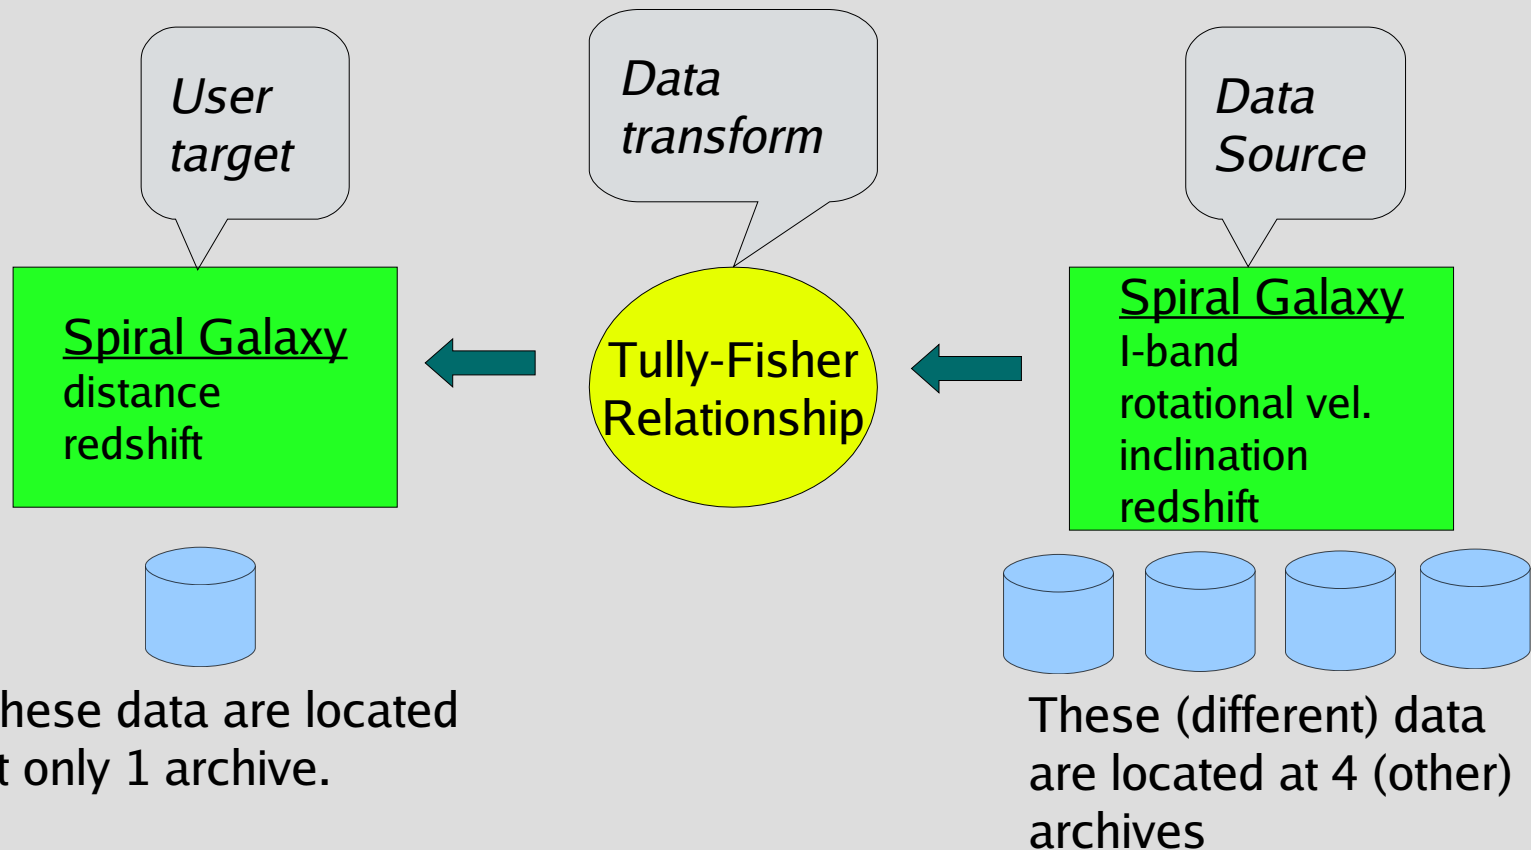 User
target
Data
transform
Data
Source
Spiral Galaxy
distance
redshift
Tully-Fisher
Relationship
Spiral Galaxy
I-band
rotational vel.
inclination
redshift
hese data are located
t only 1 archive.
These (different) data
are located at 4 (other)
archives